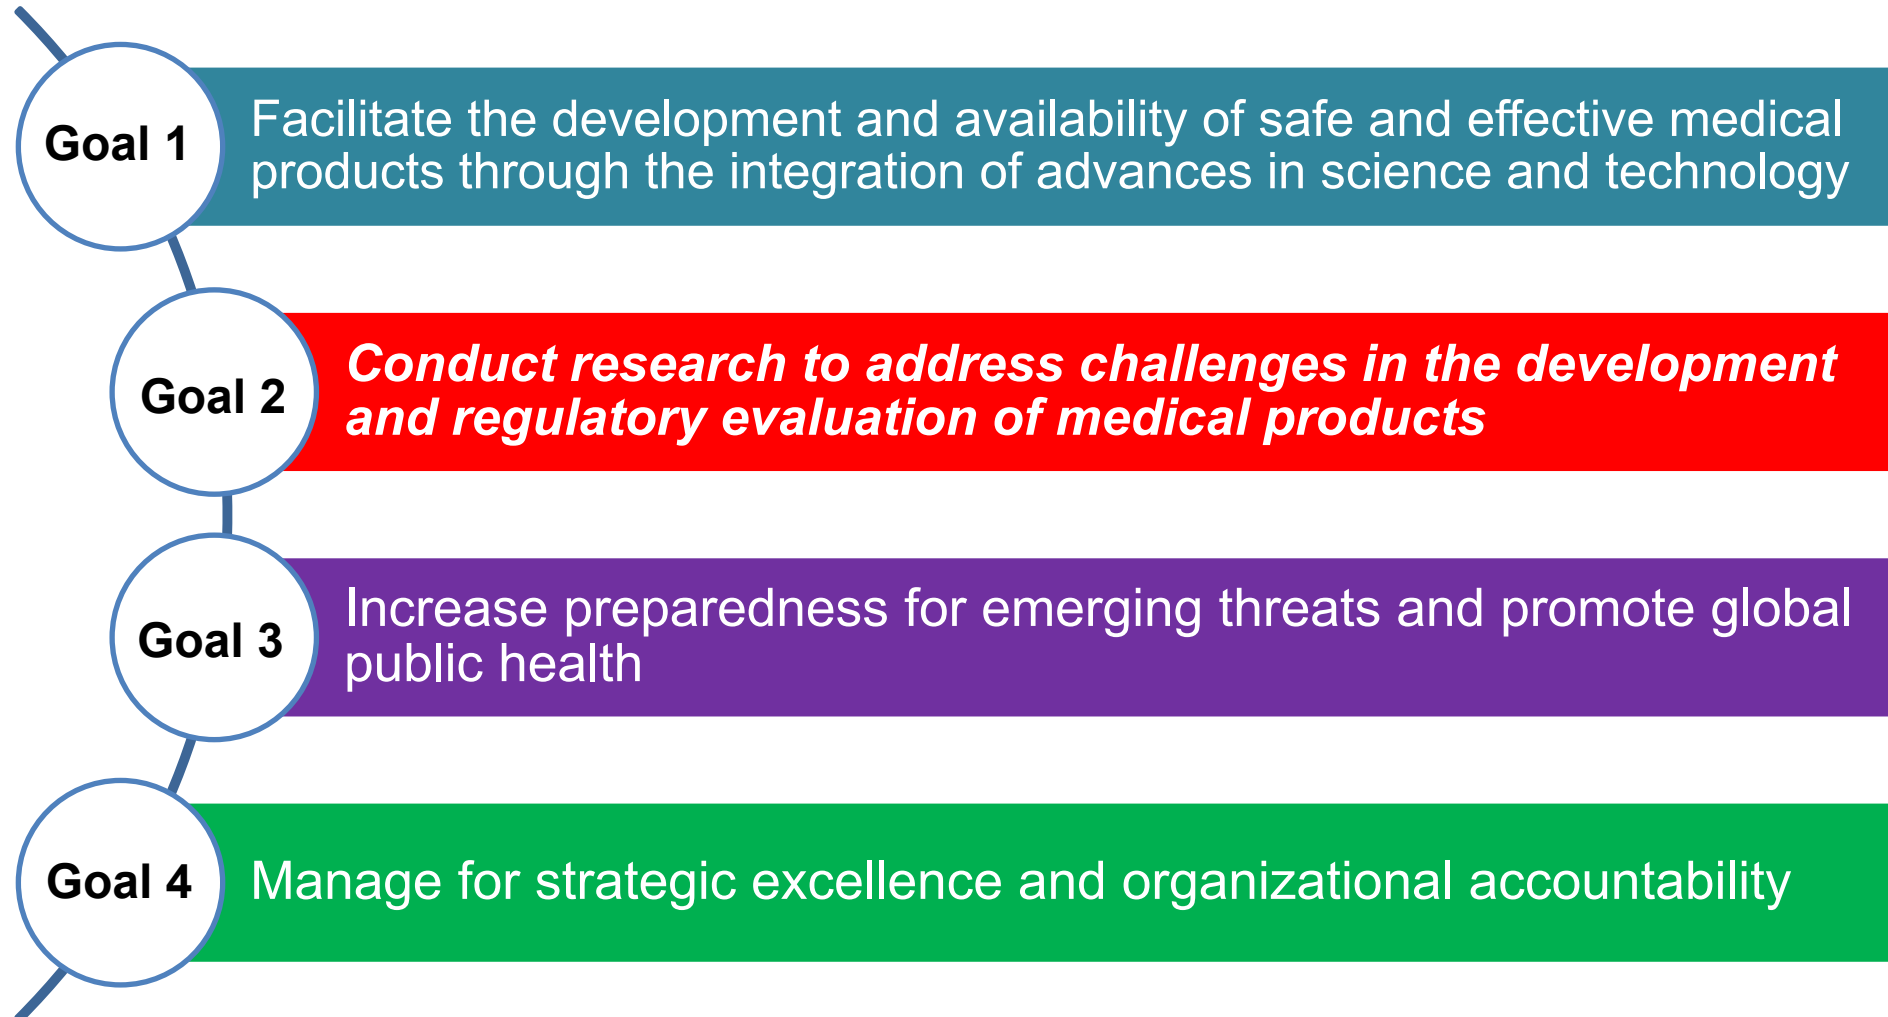 Goal 1
Facilitate the development and availability of safe and effective medical
products through the integration of advances in science and technology
Goal 2
Conduct research to address challenges in the development
and regulatory evaluation of medical products
Goal 3
Increase preparedness for emerging threats and promote global
public health
Goal 4
Manage for strategic excellence and organizational accountability